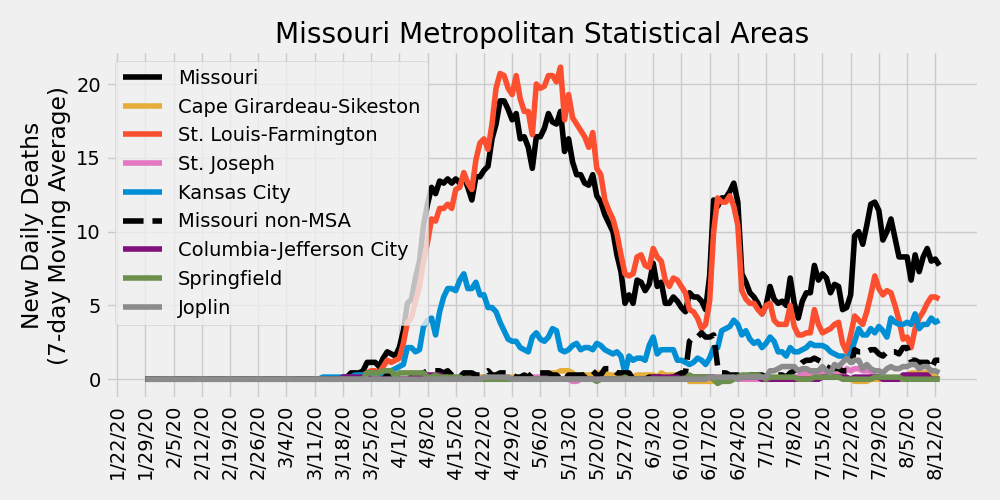 Missouri Metropolitan Statistical Areas
New Daily Deaths
(7-day Moving Average)
20
15
10
5
0
Missouri
Cape Girardeau-Sikeston
St. Louis-Farmington
St. Joseph
Kansas City
Missouri non-MSA
Columbia-Jefferson City
Springfield
Joplin
1/22/20
1/29/20
2/5/20
2/12/20
2/19/20
2/26/20
3/4/20
3/11/20
3/18/20
3/25/20
4/1/20
4/8/20
4/15/20
4/22/20
4/29/20
5/6/20
5/13/20
5/20/20
5/27/20
6/3/20
6/10/20
6/17/20
6/24/20
7/1/20
7/8/20
7/15/20
7/22/20
7/29/20
8/5/20
8/12/20